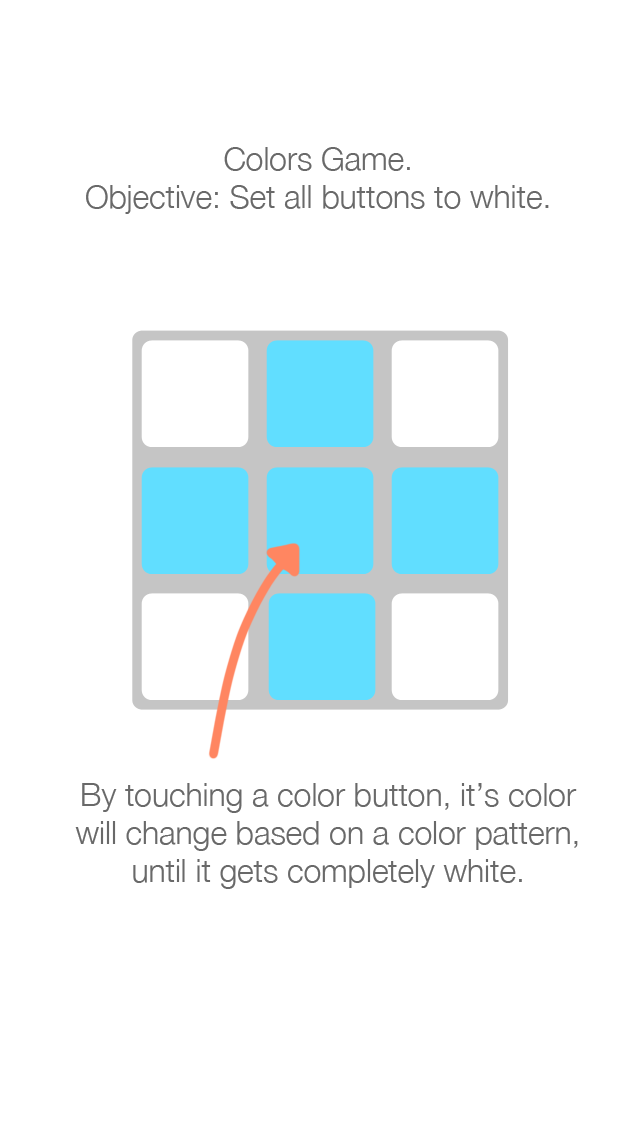 Colors Game.
Objective: Set all buttons to white.
By touching a color button, it’s color
will change based on a color pattern,
until it gets completely white.